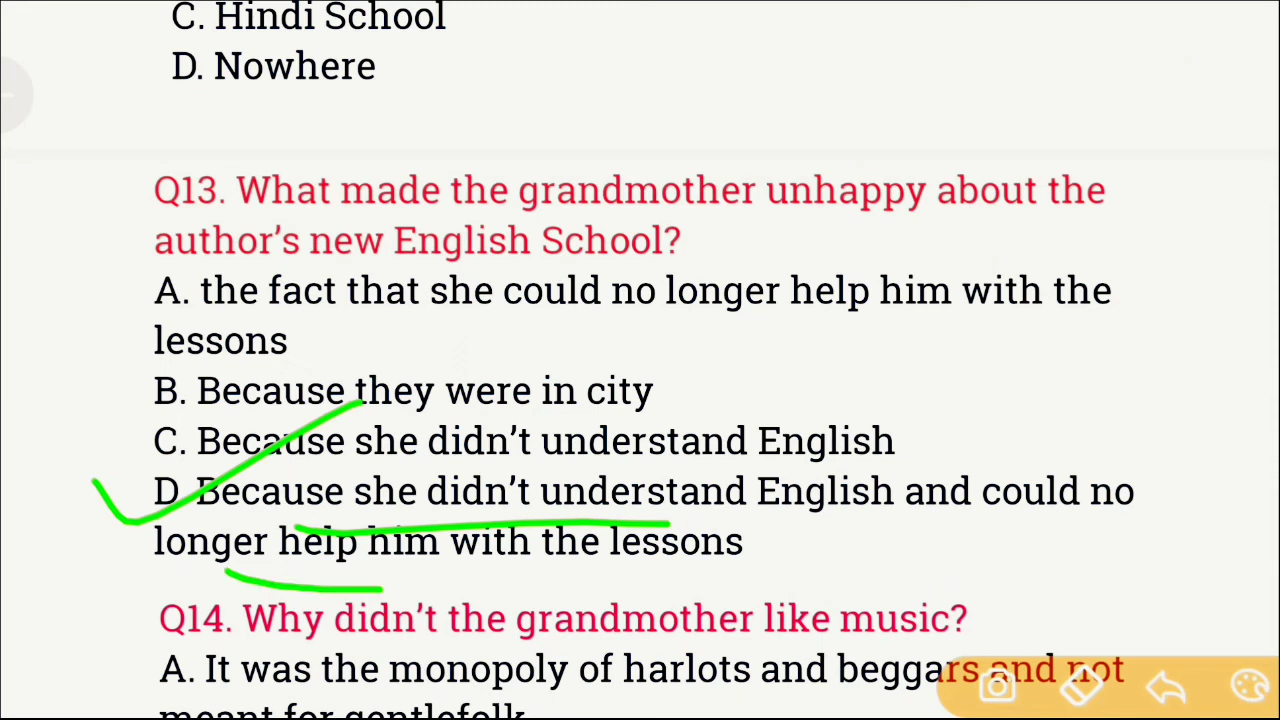 C. Hindi School
D. Nowhere
Q13. What made the grandmother unhappy about the
author's new English School?
A. the fact that she could no longer help him with the
lessons
B. Because they were in city
C. Because she didn't understand English
D. Because she didn't understand English and could no
longer help him with the lessons
Q14. Why didn't the grandmother like music?
A. It was the monopoly of harlots and beggars and not
meant for gentlefolk